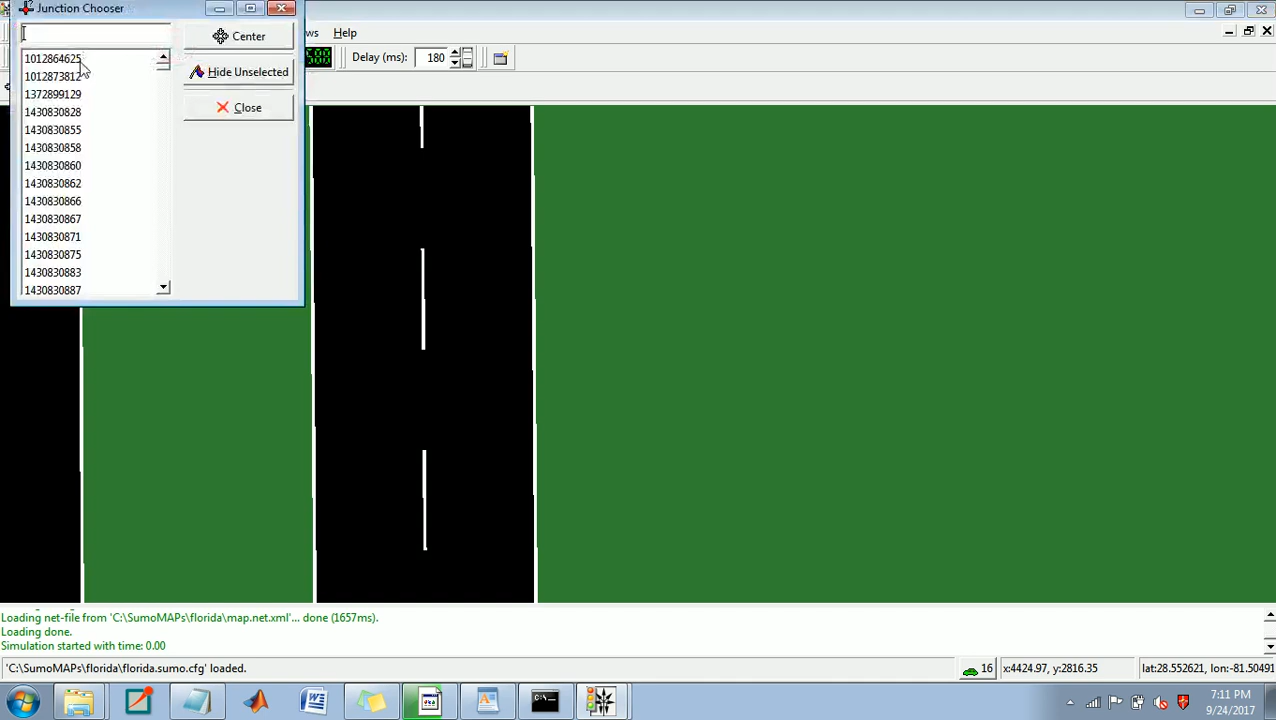 Junction Chooser
Center
Hide Unselected
Close
1012864625
1012873812
1372899129
1430830828
1430830855
1430830858
1430830860
1430830862
1430830866
1430830867
1430830871
1430830875
1430830883
1430830887
Help
Delay (ms): 180
Loading net-file from 'C:\SumoMAPs\florida\map.net.xml'... done (1657ms).
Loading done.
Simulation started with time: 0.00
'C:\SumoMAPs\florida\florida.sumo.cfg' loaded.
16
x:4424.97, y:2816.35
lat:28.552621, lon:-81.50491
7:11 PM
9/24/2017